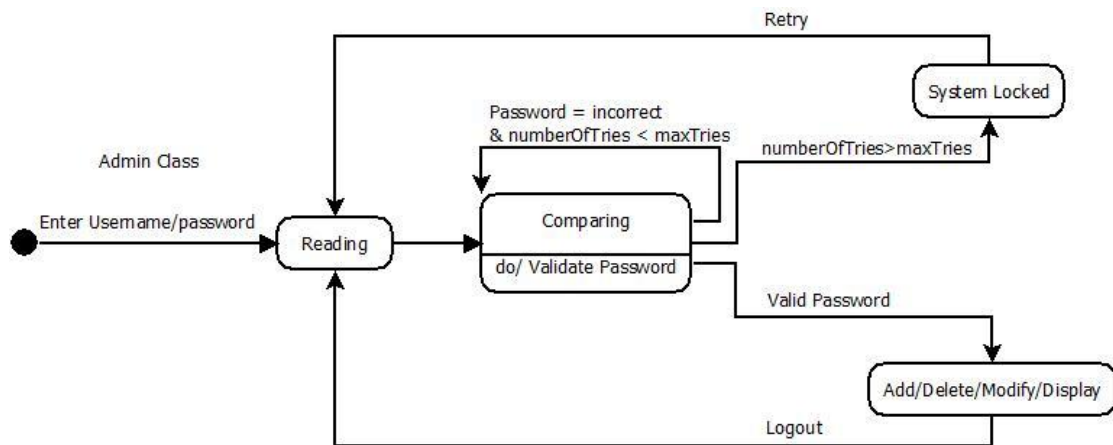 Retry
System Locked
Password = incorrect
& numberOfTries < maxTries
numberOfTries>maxTries
Admin Class
Enter Username/password
Reading
Comparing
do/ Validate Password
Valid Password
Add/Delete/Modify/Display
Logout